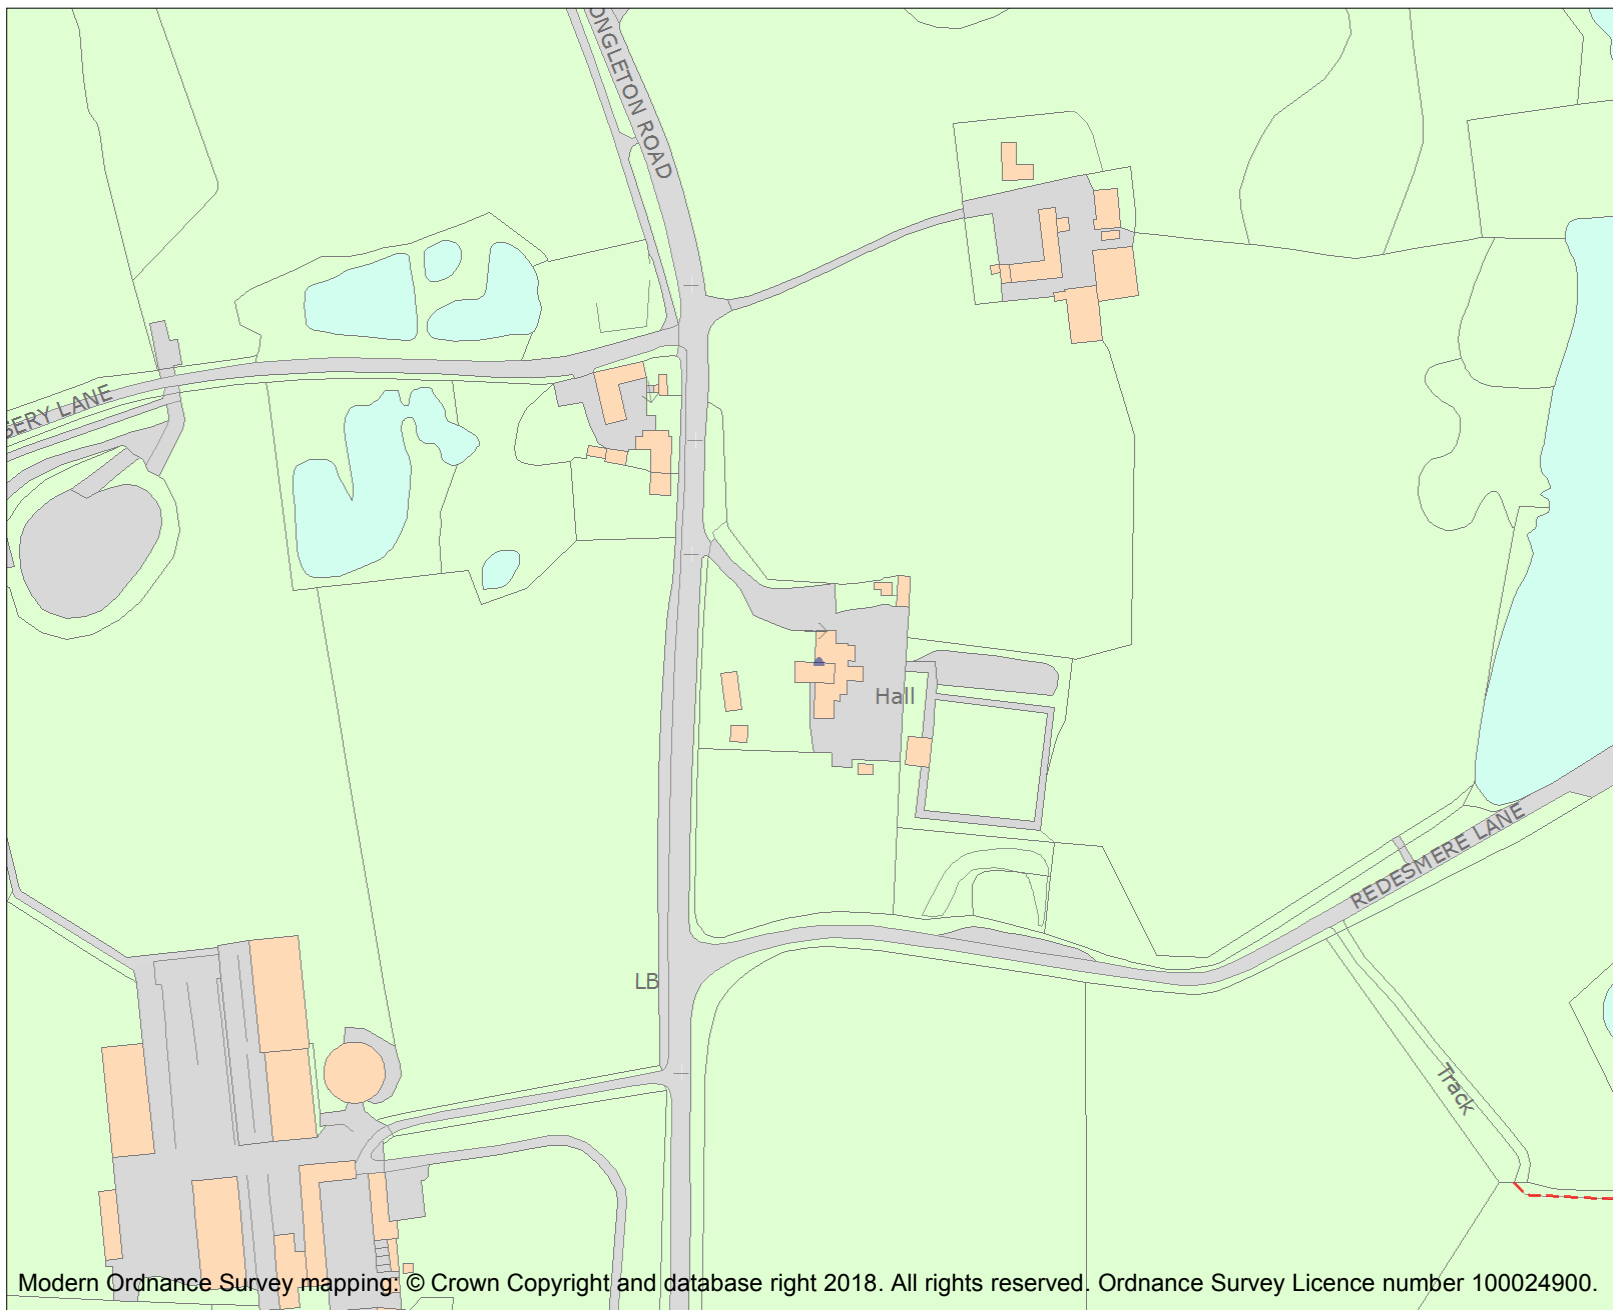 ONGLETON ROAD
SERY LANE
Hall
REDESMERE LANE
LB
Track
Modern Ordnance Survey mapping: © Crown Copyright and database right 2018. All rights reserved. Ordnance Survey Licence number 100024900.